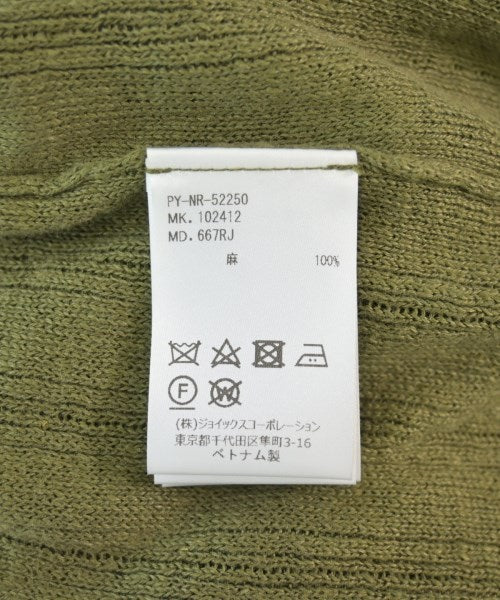 PY-NR-52250
MK. 102412
MD. 667RJ
麻 100%
F W
(株)ジョイックスコーポレーション
東京都千代田区隼町3-16
ベトナム製